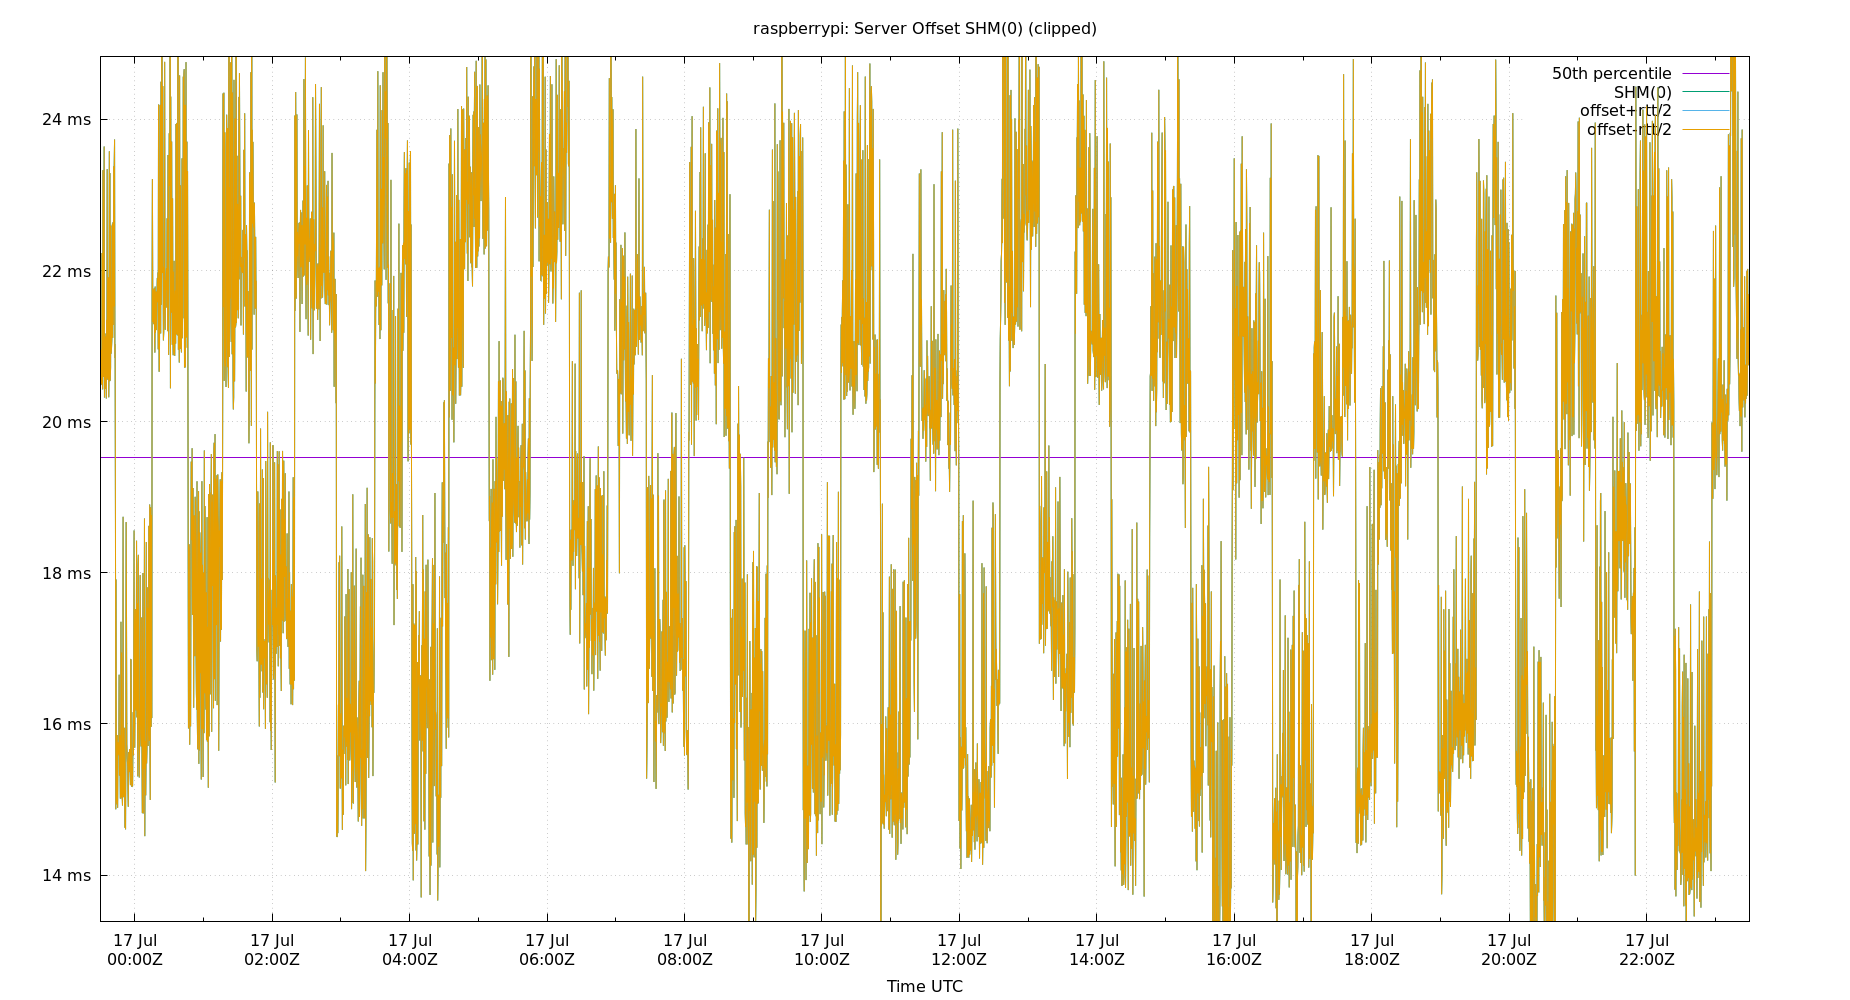 raspberrypi: Server Offset SHM(0) (clipped)
50th percentile
SHM(0)
offset+rtt/2
offset-rtt/2
24 ms
22 ms
20 ms
18 ms
16 ms
14 ms
17 Jul 17 Jul 17 Jul 17 Jul 17 Jul 17 Jul 17 Jul 17 Jul 17 Jul 17 Jul 17 Jul 17 Jul
00:00Z 02:00Z 04:00Z 06:00Z 08:00Z 10:00Z 12:00Z 14:00Z 16:00Z 18:00Z 20:00Z 22:00Z
Time UTC